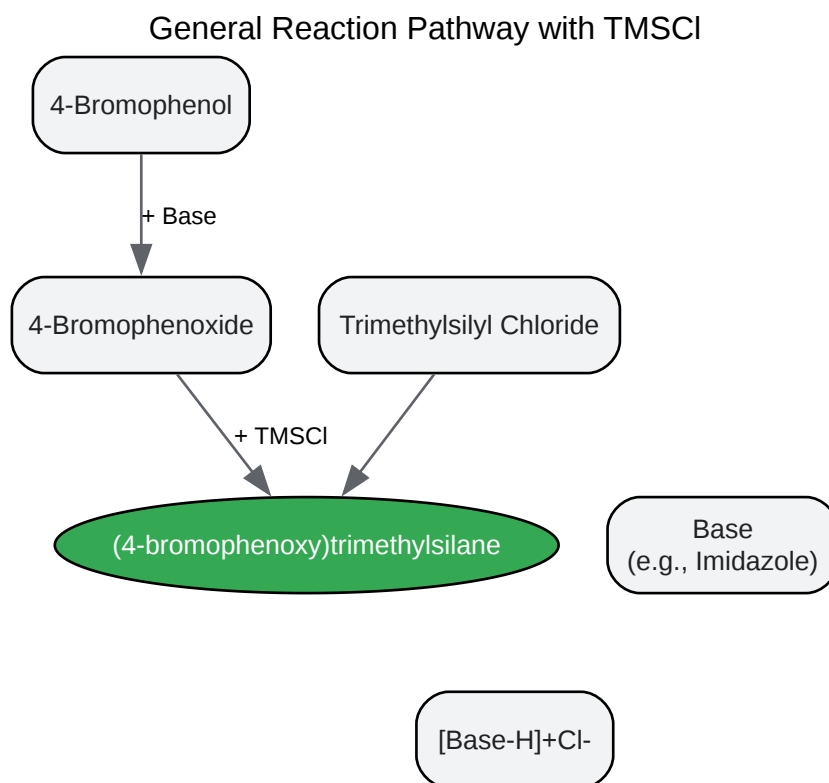 General Reaction Pathway with TMSCl
4-Bromophenol
+ Base
4-Bromophenoxide
Trimethylsilyl Chloride
+ TMSCl
(4-bromophenoxy)trimethylsilane
Base
(e.g., Imidazole)
[Base-H]+Cl-